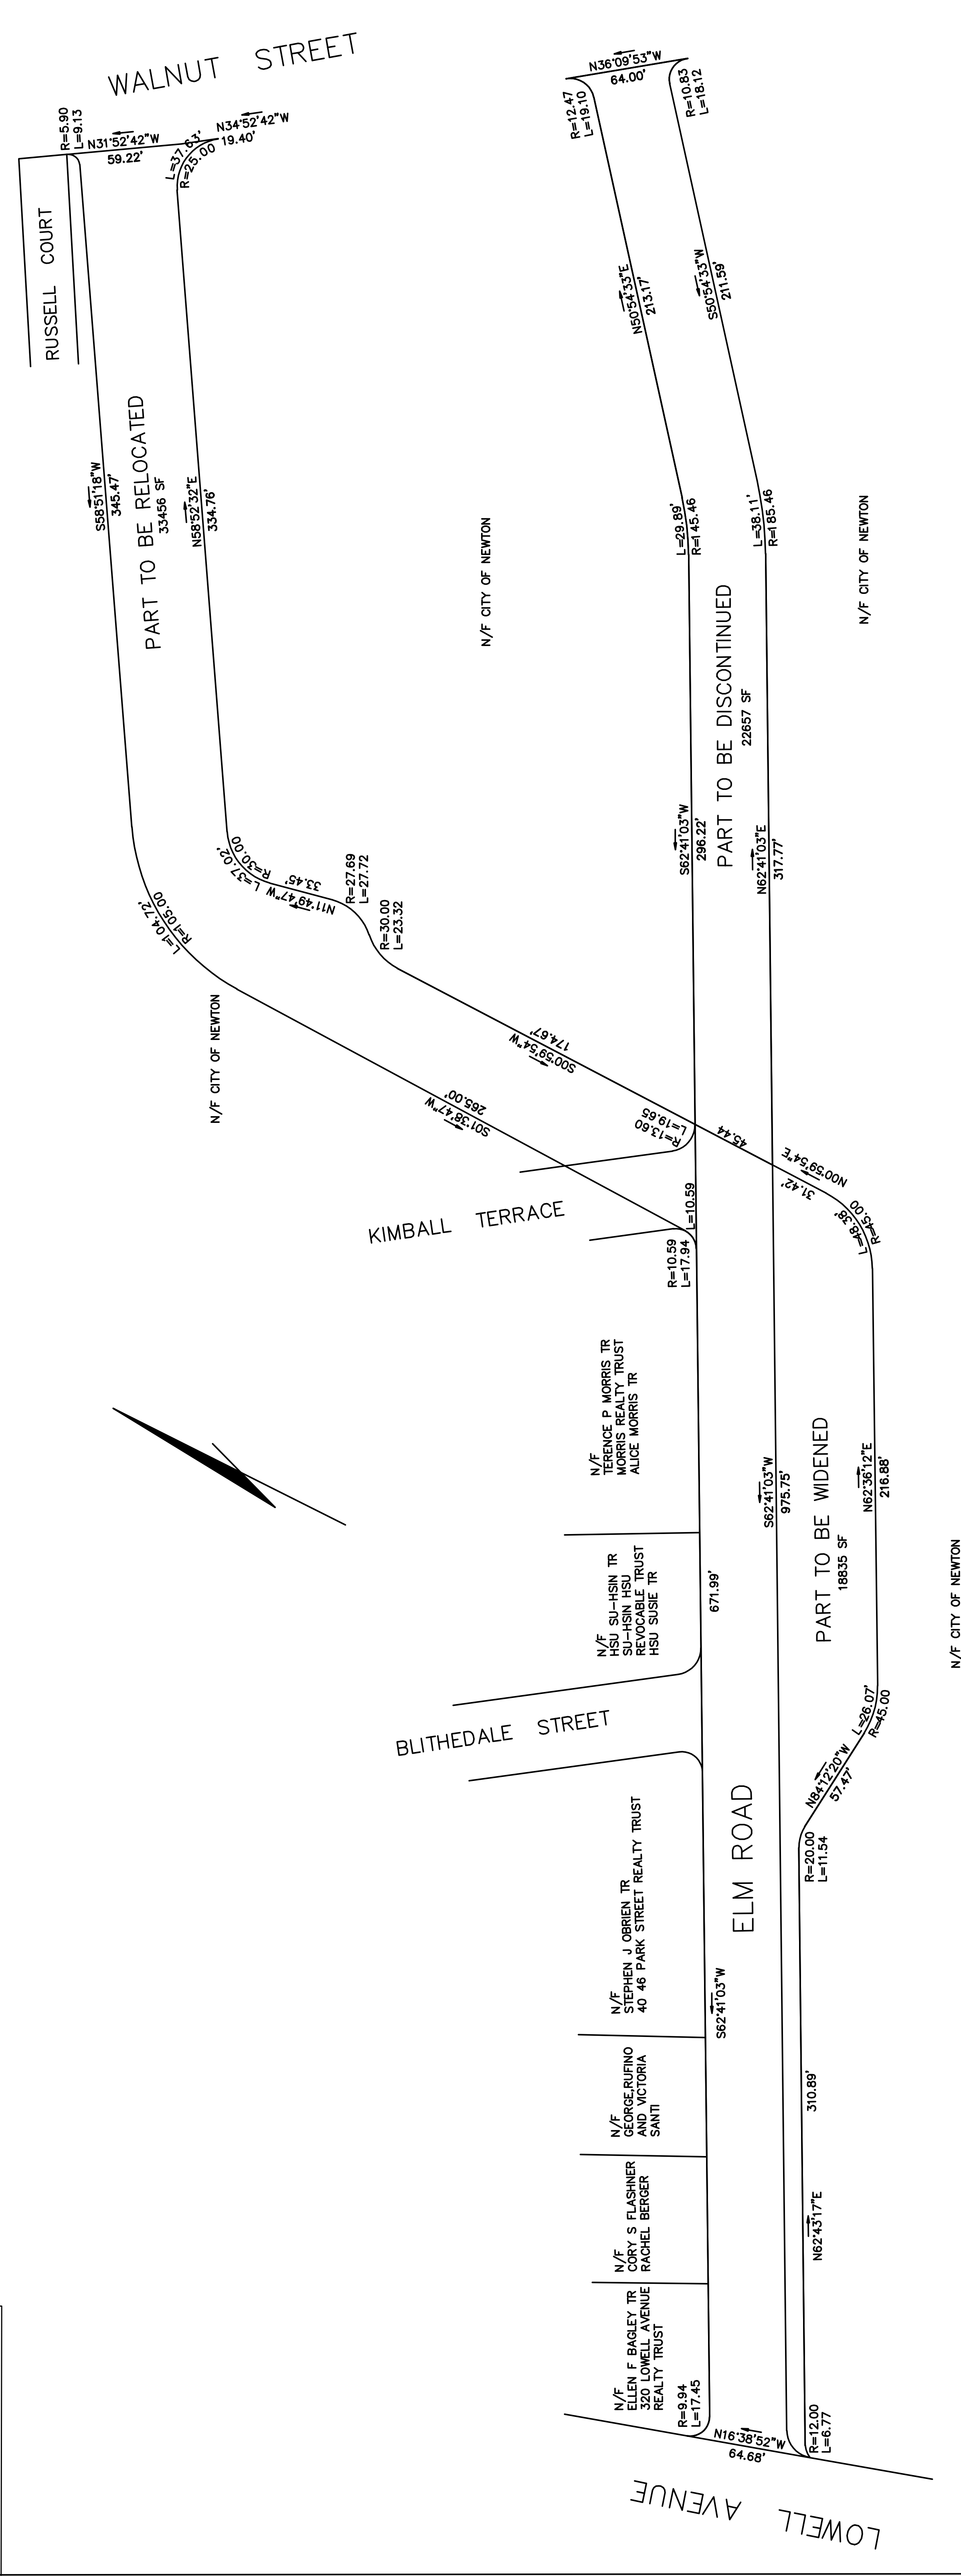 WALNUT STREET
R=5.90
L=9.13
N31°52'42"W
59.22'
L=37.63'
R=25.00
N34°52'42"W
19.40'
RUSSELL COURT
N36°09'53"W
64.00'
R=12.47
L=19.10
R=10.83
L=18.12
N50°54'33"E
213.17'
S50°54'33"W
211.59'
S58°51'18"W
345.47'
PART TO BE RELOCATED
33456 SF
N58°52'32"E
334.76'
N/F CITY OF NEWTON
L=29.89'
R=145.46
L=38.11'
R=185.46
N/F CITY OF NEWTON
PART TO BE DISCONTINUED
22657 SF
S62°41'03"W
296.22'
N62°41'03"E
317.77'
L=104.72'
R=105.00
R=30.00
L=37.02'
33.45'
N11°49'47"W
R=27.69
L=27.72
R=30.00
L=23.32
N/F CITY OF NEWTON
174.67'
S00°59'54"W
265.00'
S01°38'47"W
L=19.65
R=13.60
45.44
N00°59'54"E
31.42'
R=45.00
L=48.38'
KIMBALL TERRACE
L=10.59
R=10.59
L=17.94
N/F
TERENCE P MORRIS TR
MORRIS REALTY TRUST
ALICE MORRIS TR
S62°41'03"W
975.75'
PART TO BE WIDENED
18835 SF
N62°36'12"E
216.88'
N/F CITY OF NEWTON
N/F
HSU SU-HSIN TR
SU-HSIN HSU
REVOCABLE TRUST
HSU SUSIE TR
671.99'
BLITHEDALE STREET
L=26.07'
R=45.00
N84°12'20"W
57.47'
R=20.00
L=11.54
ELM ROAD
N/F
STEPHEN J OBRIEN TR
40 46 PARK STREET REALTY TRUST
S62°41'03"W
N/F
GEORGE,RUFINO
AND VICTORIA
SANTI
310.89'
N62°43'17"E
N/F
CORY S FLASHNER
RACHEL BERGER
N/F
ELLEN F BAGLEY TR
320 LOWELL AVENUE
REALTY TRUST
R=9.94
L=17.45
N16°38'52"W
64.68'
R=12.00
L=6.77
LOWELL AVENUE